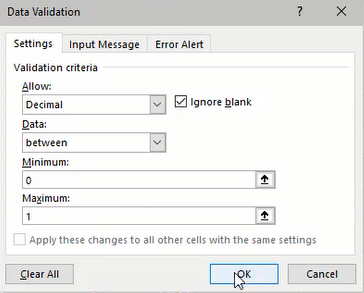 Data Validation ?
Settings Input Message Error Alert
Validation criteria
Allow:
Decimal Ignore blank
Data:
between
Minimum:
0
Maximum:
1
Apply these changes to all other cells with the same settings
Clear All OK Cancel